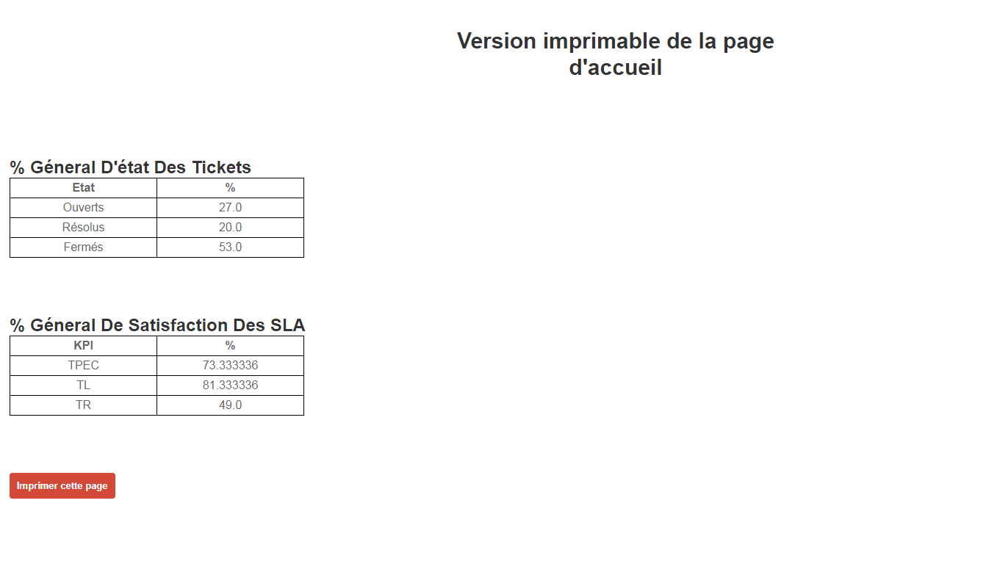 Version imprimable de la page
d'accueil
% Géneral D'état Des Tickets
Etat %
Ouverts 27.0
Résolus 20.0
Fermés 53.0
% Géneral De Satisfaction Des SLA
KPI %
TPEC 73.333336
TL 81.333336
TR 49.0
Imprimer cette page